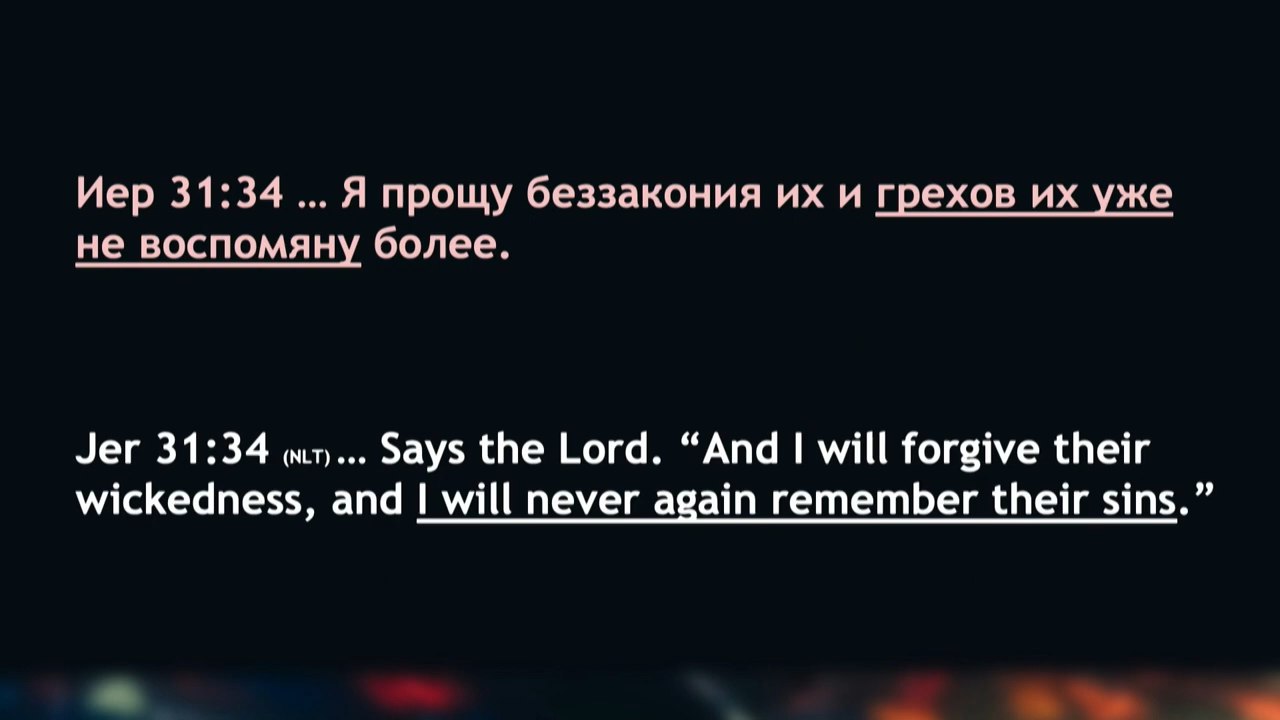 Иер 31:34 … Я прощу беззакония их и грехов их уже
не воспомяну более.
Jer 31:34 (NLT) … Says the Lord. “And I will forgive their
wickedness, and I will never again remember their sins.”